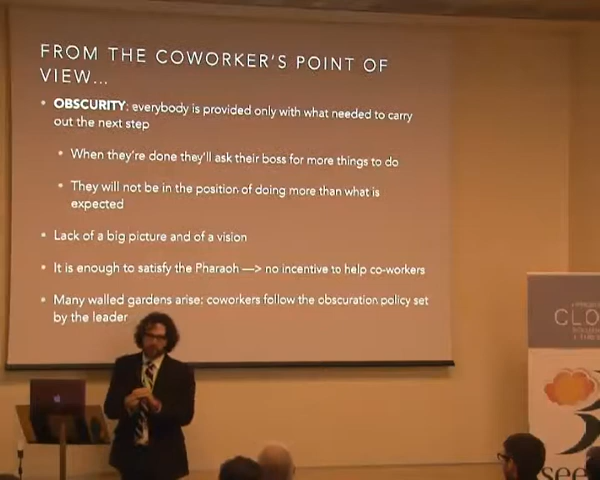 FROM THE COWORKER'S POINT OF
VIEW...
• OBSCURITY: everybody is provided only with what needed to carry
out the next step
• When they're done they'll ask their boss for more things to do
• They will not be in the position of doing more than what is
expected
• Lack of a big picture and of a vision
• It is enough to satisfy the Pharaoh —> no incentive to help co-workers
• Many walled gardens arise: coworkers follow the obscuration policy set
by the leader
CLO
see